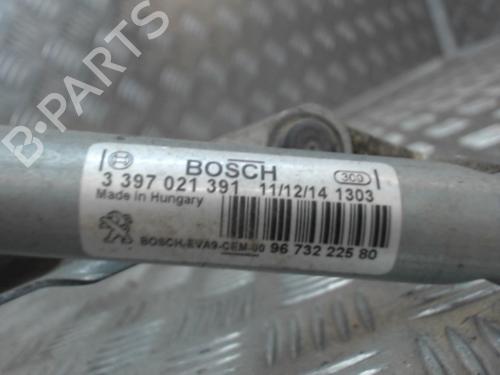 B-PARTS
BOSCH 300
3 397 021 391 11/12/14 1303
Made in Hungary
BOSCH-EVA9-CEM-00 96 732 225 80